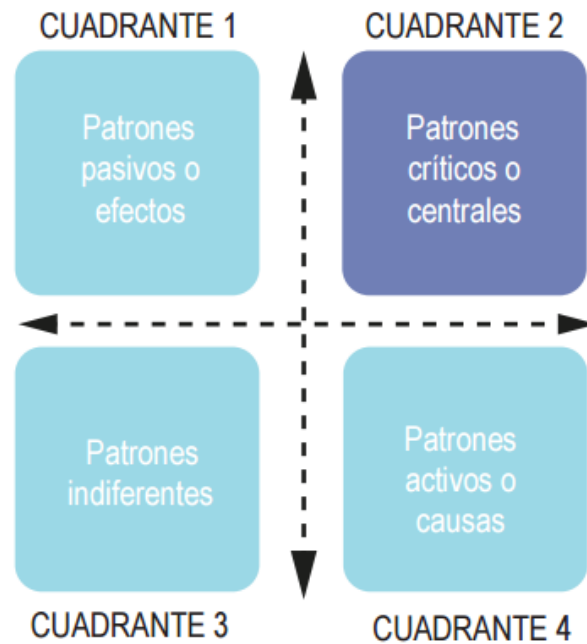 CUADRANTE 1
CUADRANTE 2
Patrones
pasivos o
efectos
Patrones
críticos o
centrales
Patrones
indiferentes
Patrones
activos o
causas
CUADRANTE 3
CUADRANTE 4